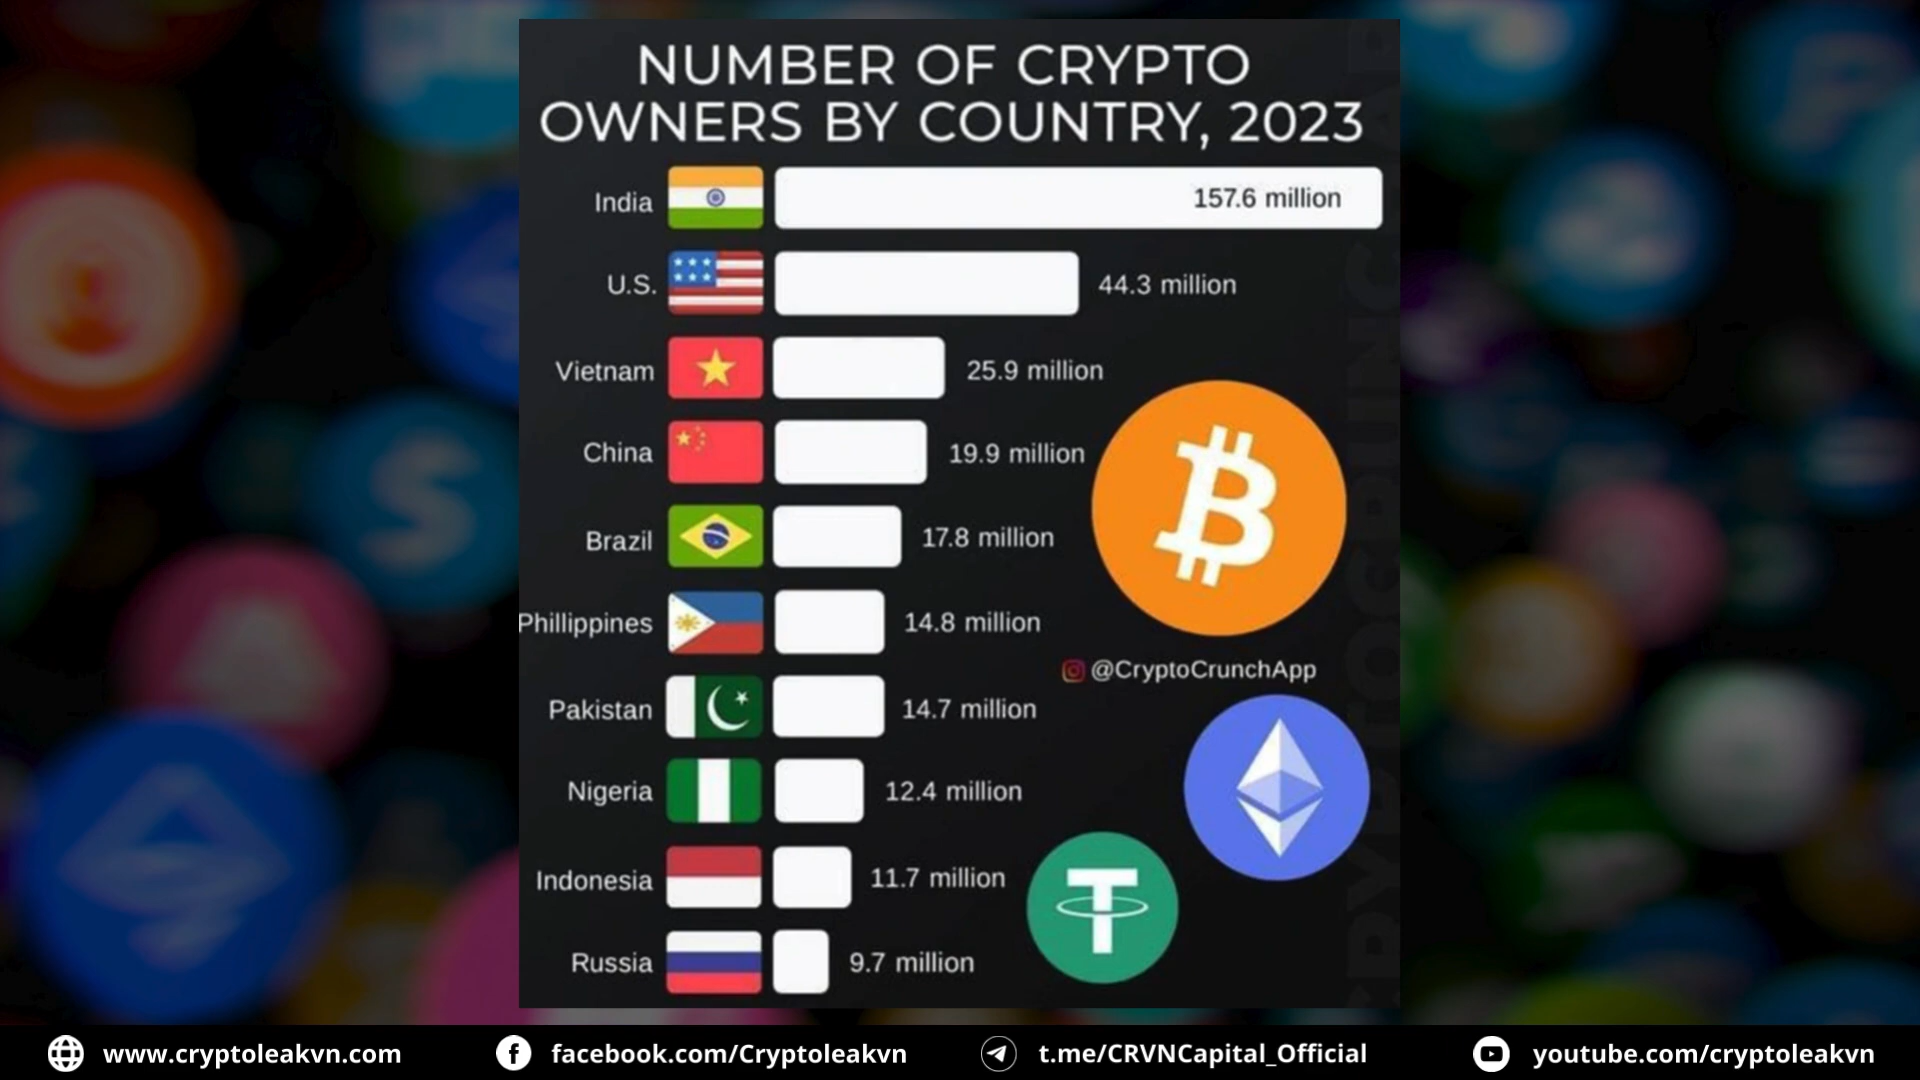 NUMBER OF CRYPTO
OWNERS BY COUNTRY, 2023
India 157.6 million
U.S. 44.3 million
Vietnam 25.9 million
China 19.9 million
Brazil 17.8 million
Phillippines 14.8 million
@CryptoCrunchApp
Pakistan 14.7 million
Nigeria 12.4 million
Indonesia 11.7 million
Russia 9.7 million
www.cryptoleakvn.com
facebook.com/Cryptoleakvn
t.me/CRVNCapital_Official
youtube.com/cryptoleakvn